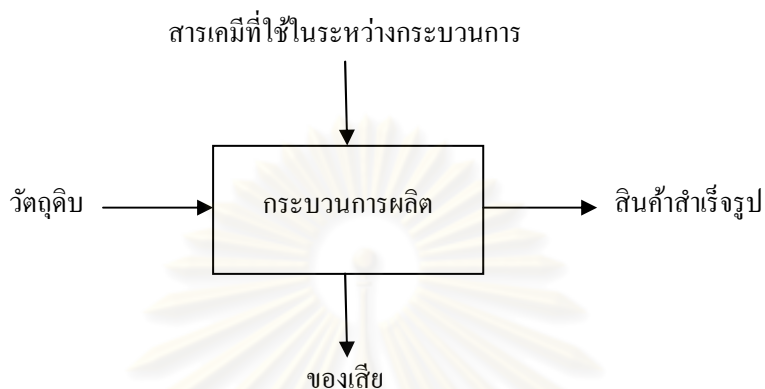 สารเคมีที่ใช้ในระหว่างกระบวนการ
วัตถุดิบ
กระบวนการผลิต
สินค้าสำเร็จรูป
ของเสีย